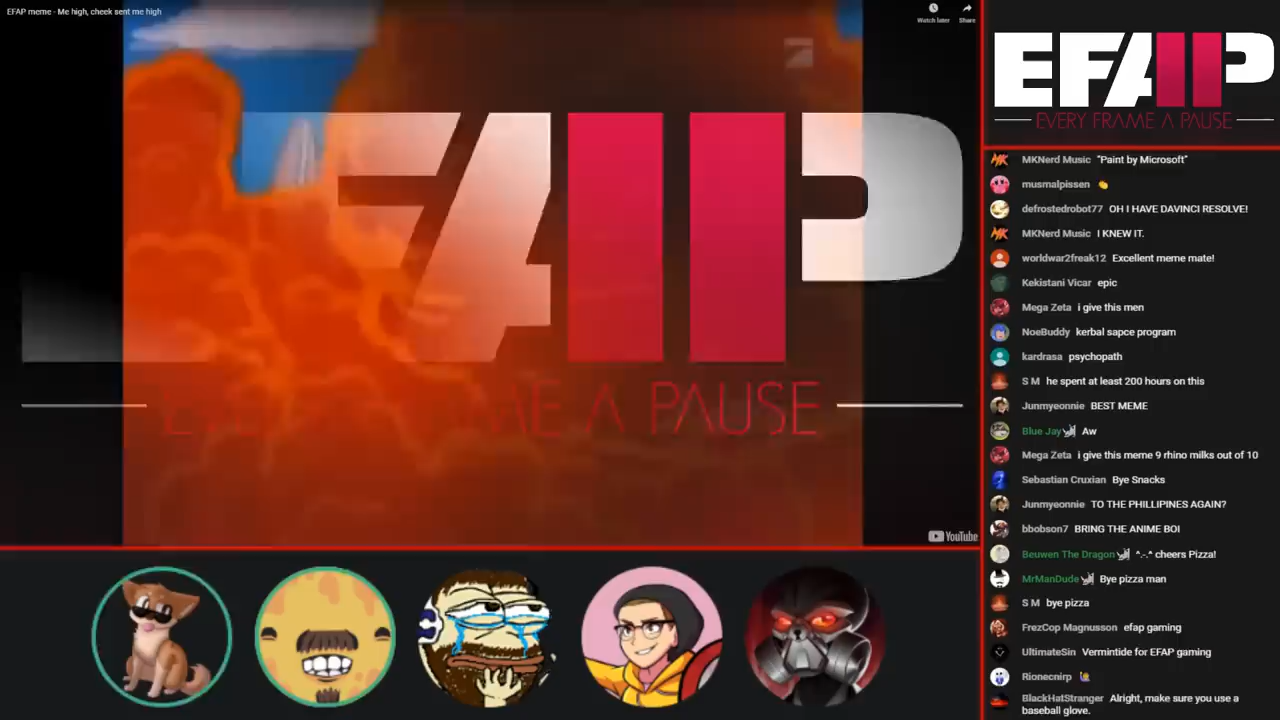 EFAP meme - Me high, cheek sent me high
Watch later
Share
EFAP
EVERY FRAME A PAUSE
YouTube
EFAP
EVERY FRAME A PAUSE
MKNerd Music "Paint by Microsoft"
musmalpissen 👏
defrostedrobot77 OH I HAVE DAVINCI RESOLVE!
MKNerd Music I KNEW IT.
worldwar2freak12 Excellent meme mate!
Kekistani Vicar epic
Mega Zeta i give this men
NoeBuddy kerbal sapce program
kardrasa psychopath
S M he spent at least 200 hours on this
Junmyeonnie BEST MEME
Blue Jay Aw
Mega Zeta i give this meme 9 rhino milks out of 10
Sebastian Cruxian Bye Snacks
Junmyeonnie TO THE PHILLIPINES AGAIN?
bbobson7 BRING THE ANIME BOI
Beuwen The Dragon ^.-.^ cheers Pizza!
MrManDude Bye pizza man
S M bye pizza
FrezCop Magnusson efap gaming
UltimateSin Vermintide for EFAP gaming
Rionecnirp 🙋
BlackHatStranger Alright, make sure you use a
baseball glove.